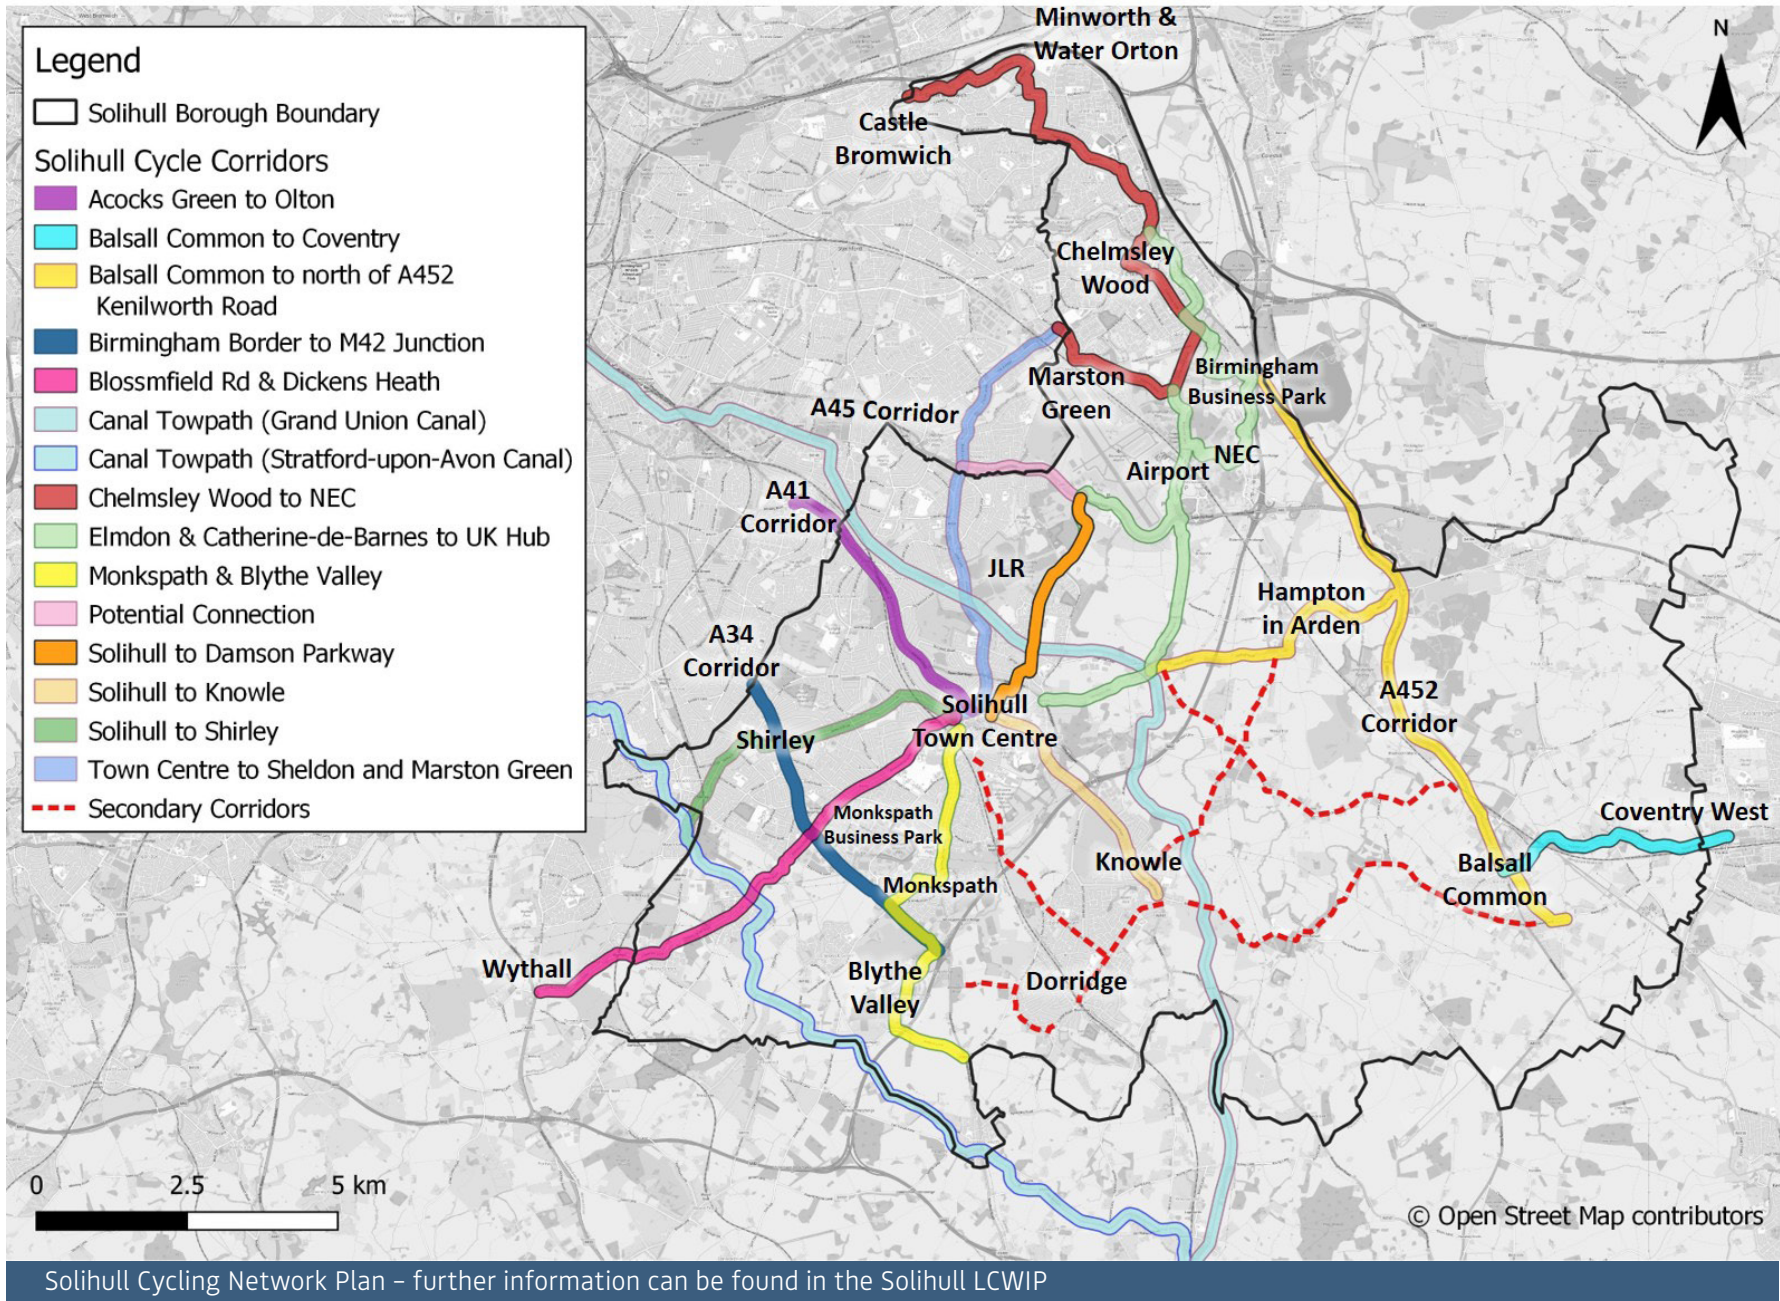 Legend
Solihull Borough Boundary
Solihull Cycle Corridors
Acocks Green to Olton
Balsall Common to Coventry
Balsall Common to north of A452
Kenilworth Road
Birmingham Border to M42 Junction
Blossmfield Rd & Dickens Heath
Canal Towpath (Grand Union Canal)
Canal Towpath (Stratford-upon-Avon Canal)
Chelmsley Wood to NEC
Elmdon & Catherine-de-Barnes to UK Hub
Monkspath & Blythe Valley
Potential Connection
Solihull to Damson Parkway
Solihull to Knowle
Solihull to Shirley
Town Centre to Sheldon and Marston Green
Secondary Corridors
Minworth &
Water Orton
N
Castle
Bromwich
Chelmsley
Wood
Birmingham
Business Park
Marston
Green
A45 Corridor
NEC
Airport
A41
Corridor
JLR
Hampton
in Arden
A34
Corridor
A452
Corridor
Solihull
Town Centre
Shirley
Monkspath
Business Park
Coventry West
Knowle
Balsall
Common
Monkspath
Wythall
Blythe
Valley
Dorridge
0 2.5 5 km
© Open Street Map contributors
Solihull Cycling Network Plan – further information can be found in the Solihull LCWIP